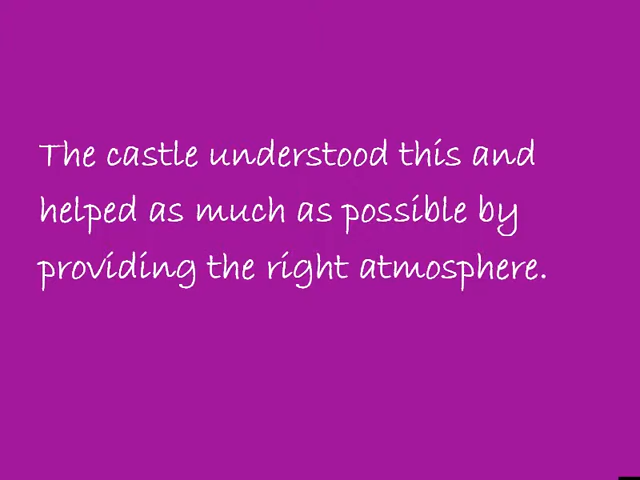 The castle understood this and
helped as much as possible by
providing the right atmosphere.